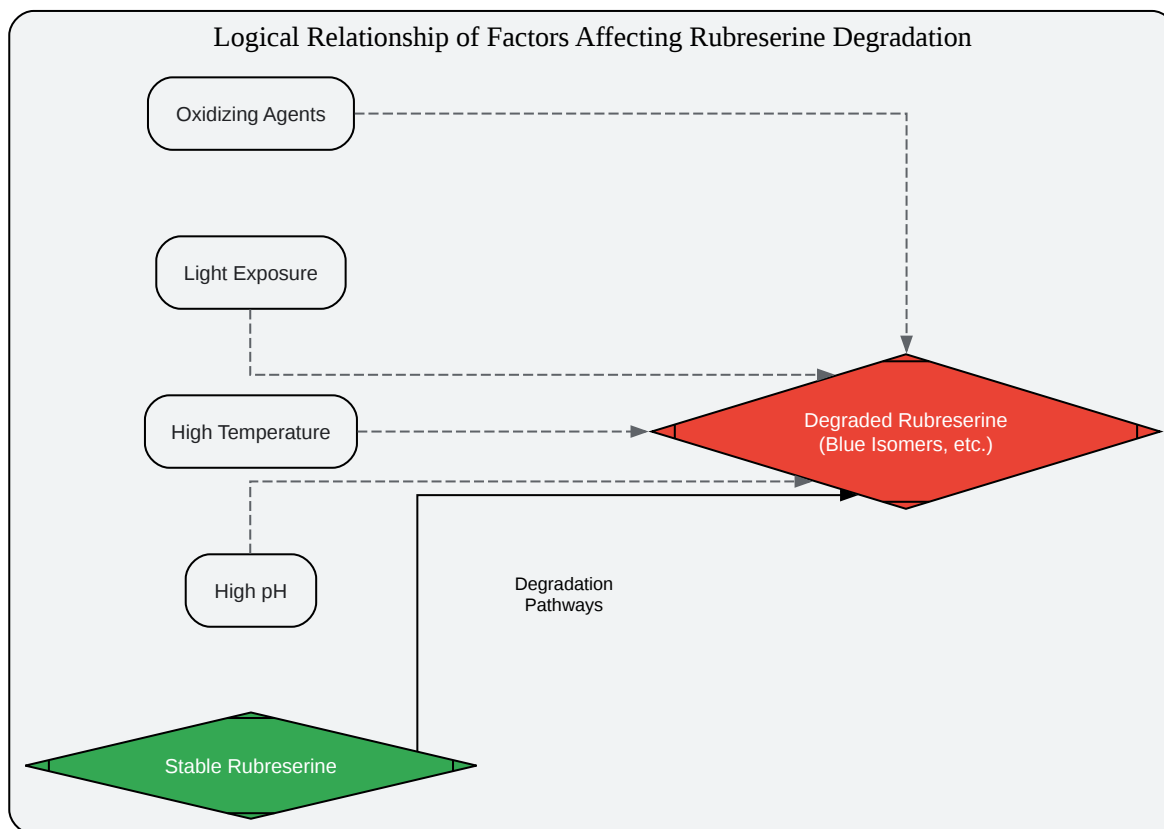 Logical Relationship of Factors Affecting Rubreserine Degradation
Oxidizing Agents
Light Exposure
High Temperature
Degraded Rubreserine
(Blue Isomers, etc.)
High pH
Degradation
Pathways
Stable Rubreserine